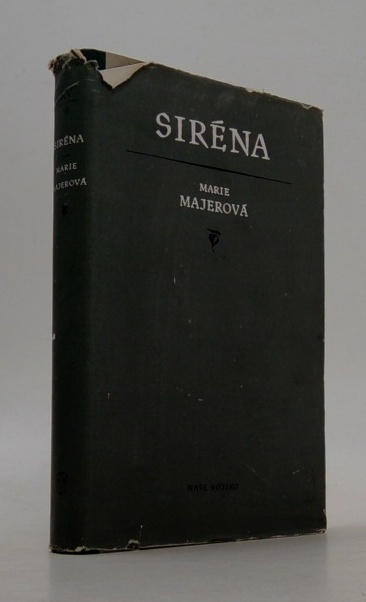 SIRÉNA
MARIE
MAJEROVÁ
NAŠE VOJSKO
SIRÉNA
MARIE
MAJEROVÁ